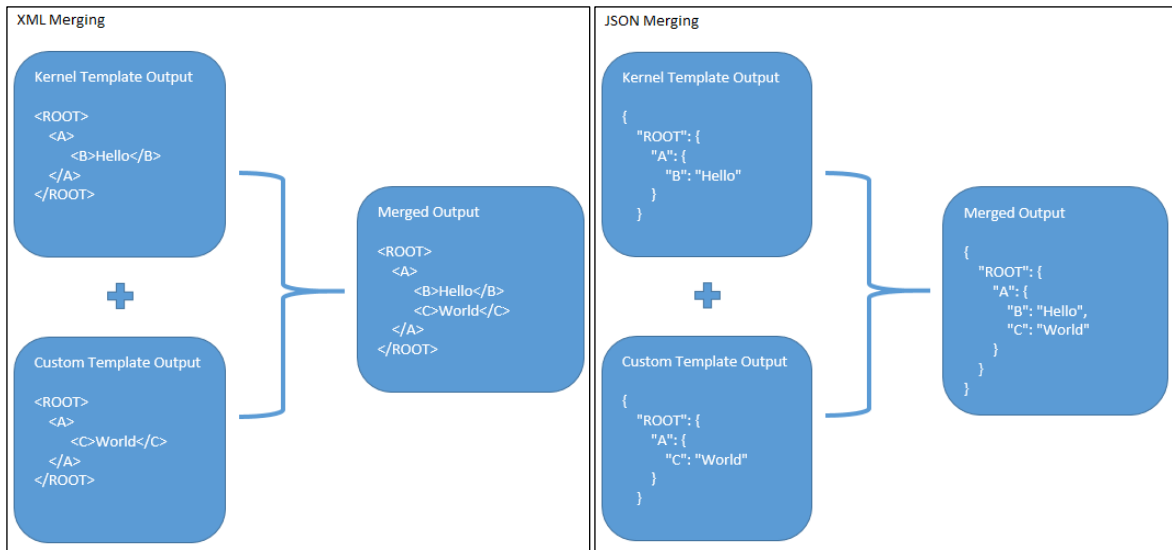 XML Merging
Kernel Template Output
<ROOT>
<A>
<B>Hello</B>
</A>
</ROOT>
Custom Template Output
<ROOT>
<A>
<C>World</C>
</A>
</ROOT>
Merged Output
<ROOT>
<A>
<B>Hello</B>
<C>World</C>
</A>
</ROOT>
JSON Merging
Kernel Template Output
{
"ROOT": {
"A": {
"B": "Hello"
}
}
Custom Template Output
{
"ROOT": {
"A": {
"C": "World"
}
}
Merged Output
{
"ROOT": {
"A": {
"B": "Hello",
"C": "World"
}
}
}